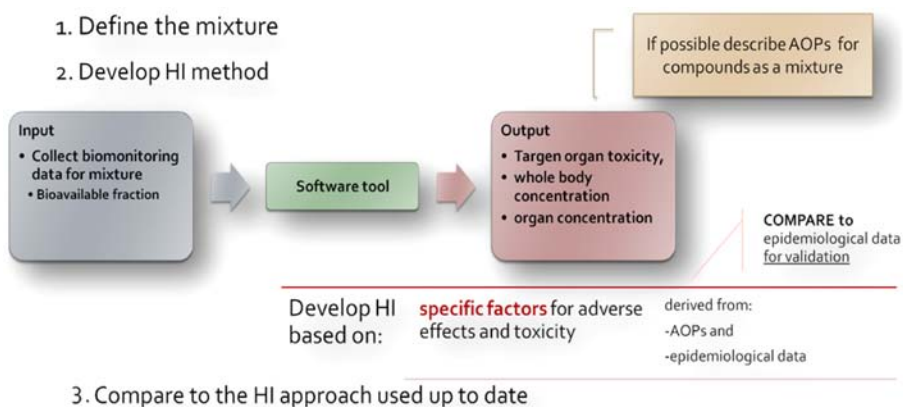 1. Define the mixture
2. Develop HI method
If possible describe AOPs for
compounds as a mixture
Input
• Collect biomonitoring
data for mixture
• Bioavailable fraction
Software tool
Output
• Targen organ toxicity,
• whole body
concentration
• organ concentration
COMPARE to
epidemiological data
for validation
Develop HI
based on:
specific factors for adverse
effects and toxicity
derived from:
-AOPs and
-epidemiological data
3. Compare to the HI approach used up to date